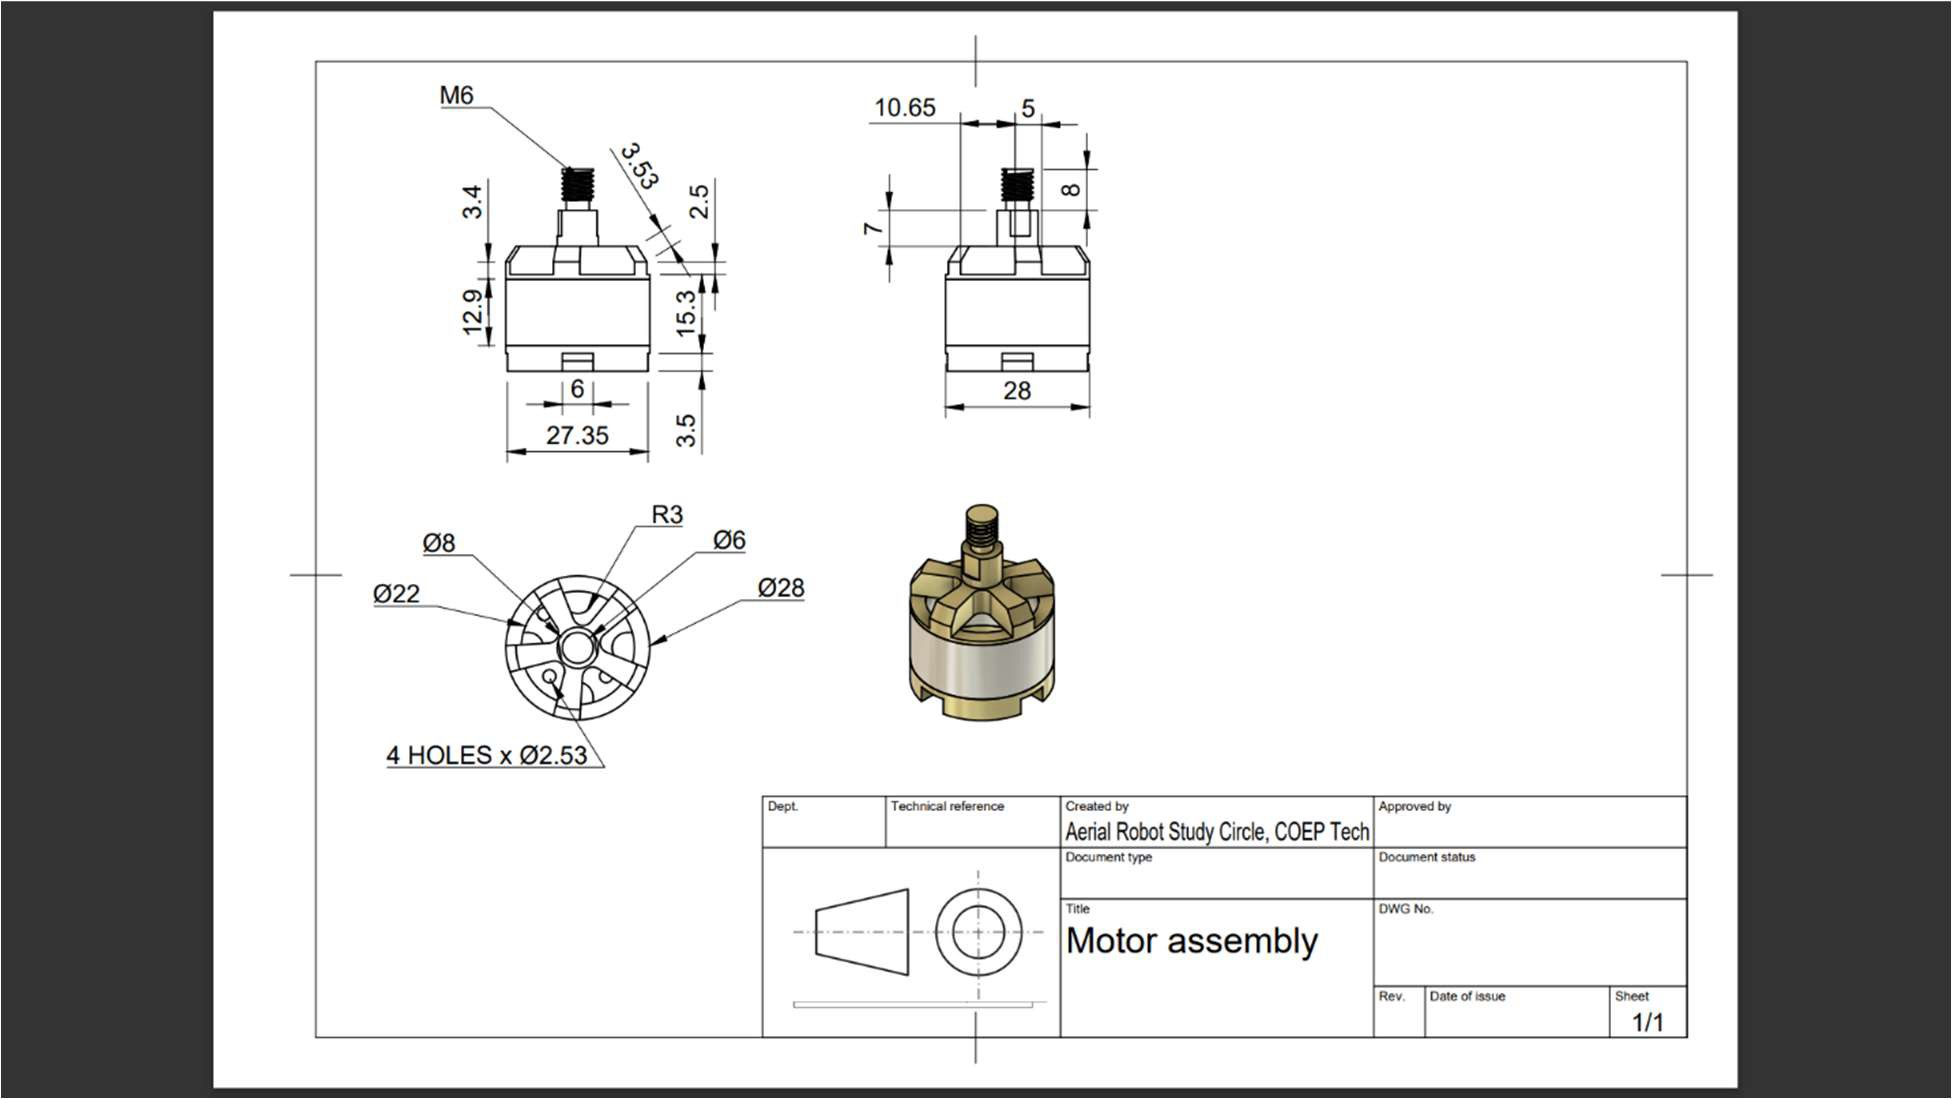 M6
3.53
3.4
2.5
12.9
15.3
6
27.35
3.5
10.65
5
8
7
28
R3
Ø8
Ø6
Ø22
Ø28
4 HOLES x Ø2.53
Dept.
Technical reference
Created by
Aerial Robot Study Circle, COEP Tech
Approved by
Document type
Document status
Title
Motor assembly
DWG No.
Rev.
Date of issue
Sheet
1/1